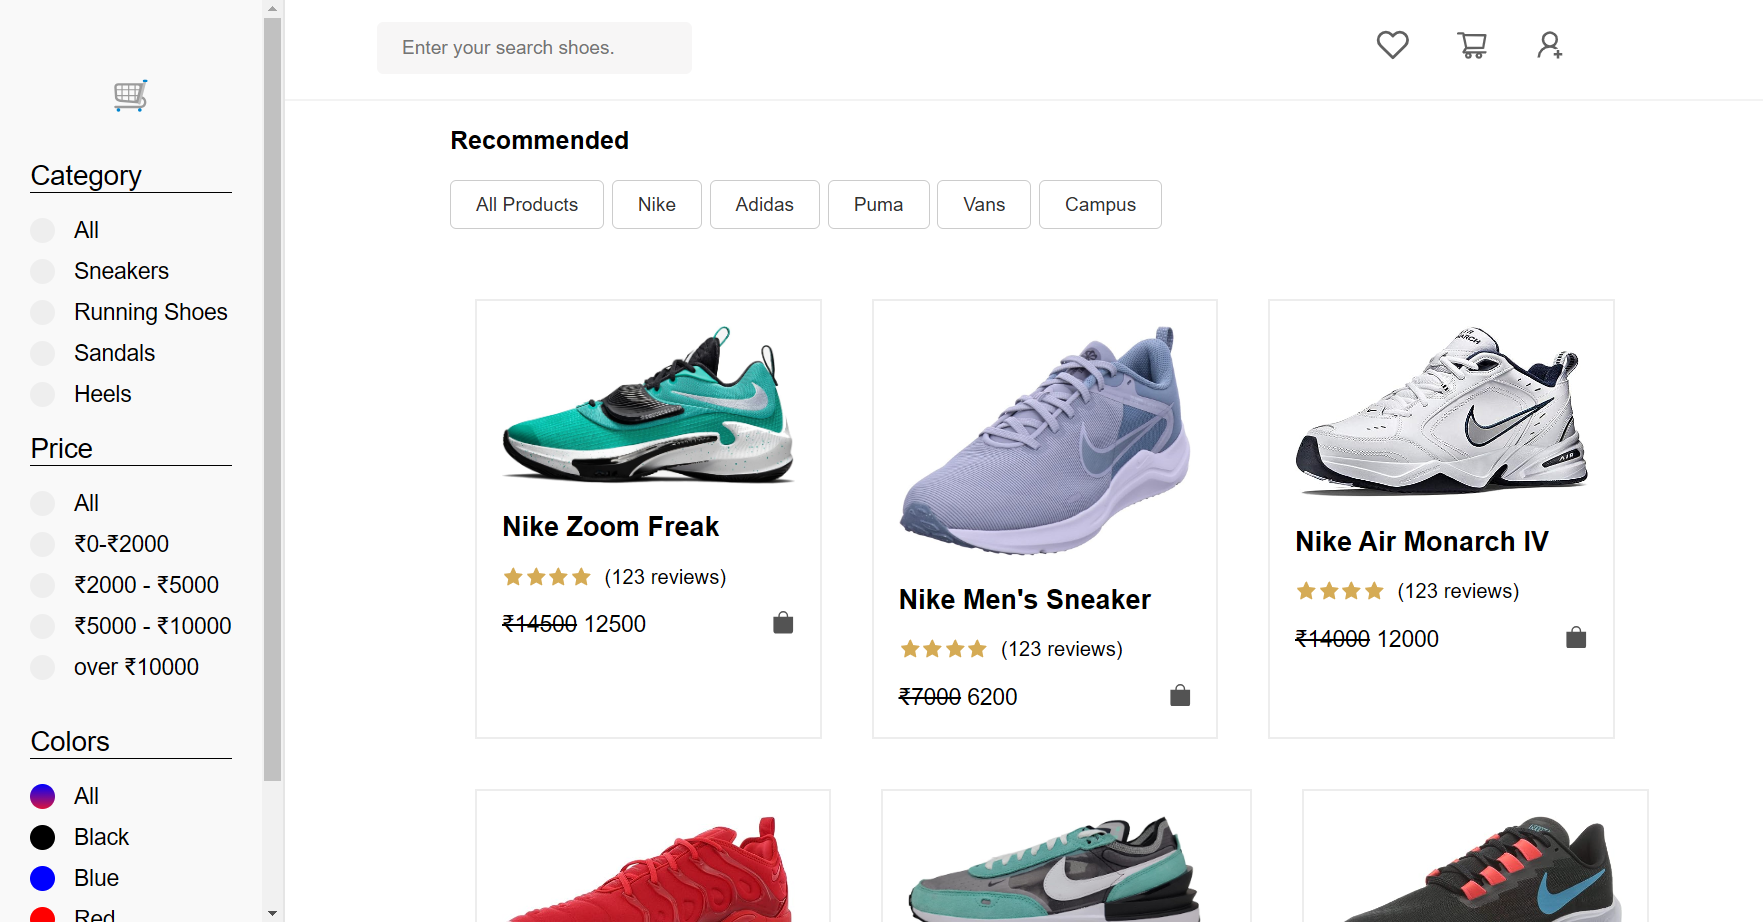 Enter your search shoes.
Category
All
Sneakers
Running Shoes
Sandals
Heels
Price
All
₹0-₹2000
₹2000 - ₹5000
₹5000 - ₹10000
over ₹10000
Colors
All
Black
Blue
Red
Recommended
All Products
Nike
Adidas
Puma
Vans
Campus
Nike Zoom Freak
(123 reviews)
₹14500 12500
Nike Men's Sneaker
(123 reviews)
₹7000 6200
AIR
Nike Air Monarch IV
(123 reviews)
₹14000 12000